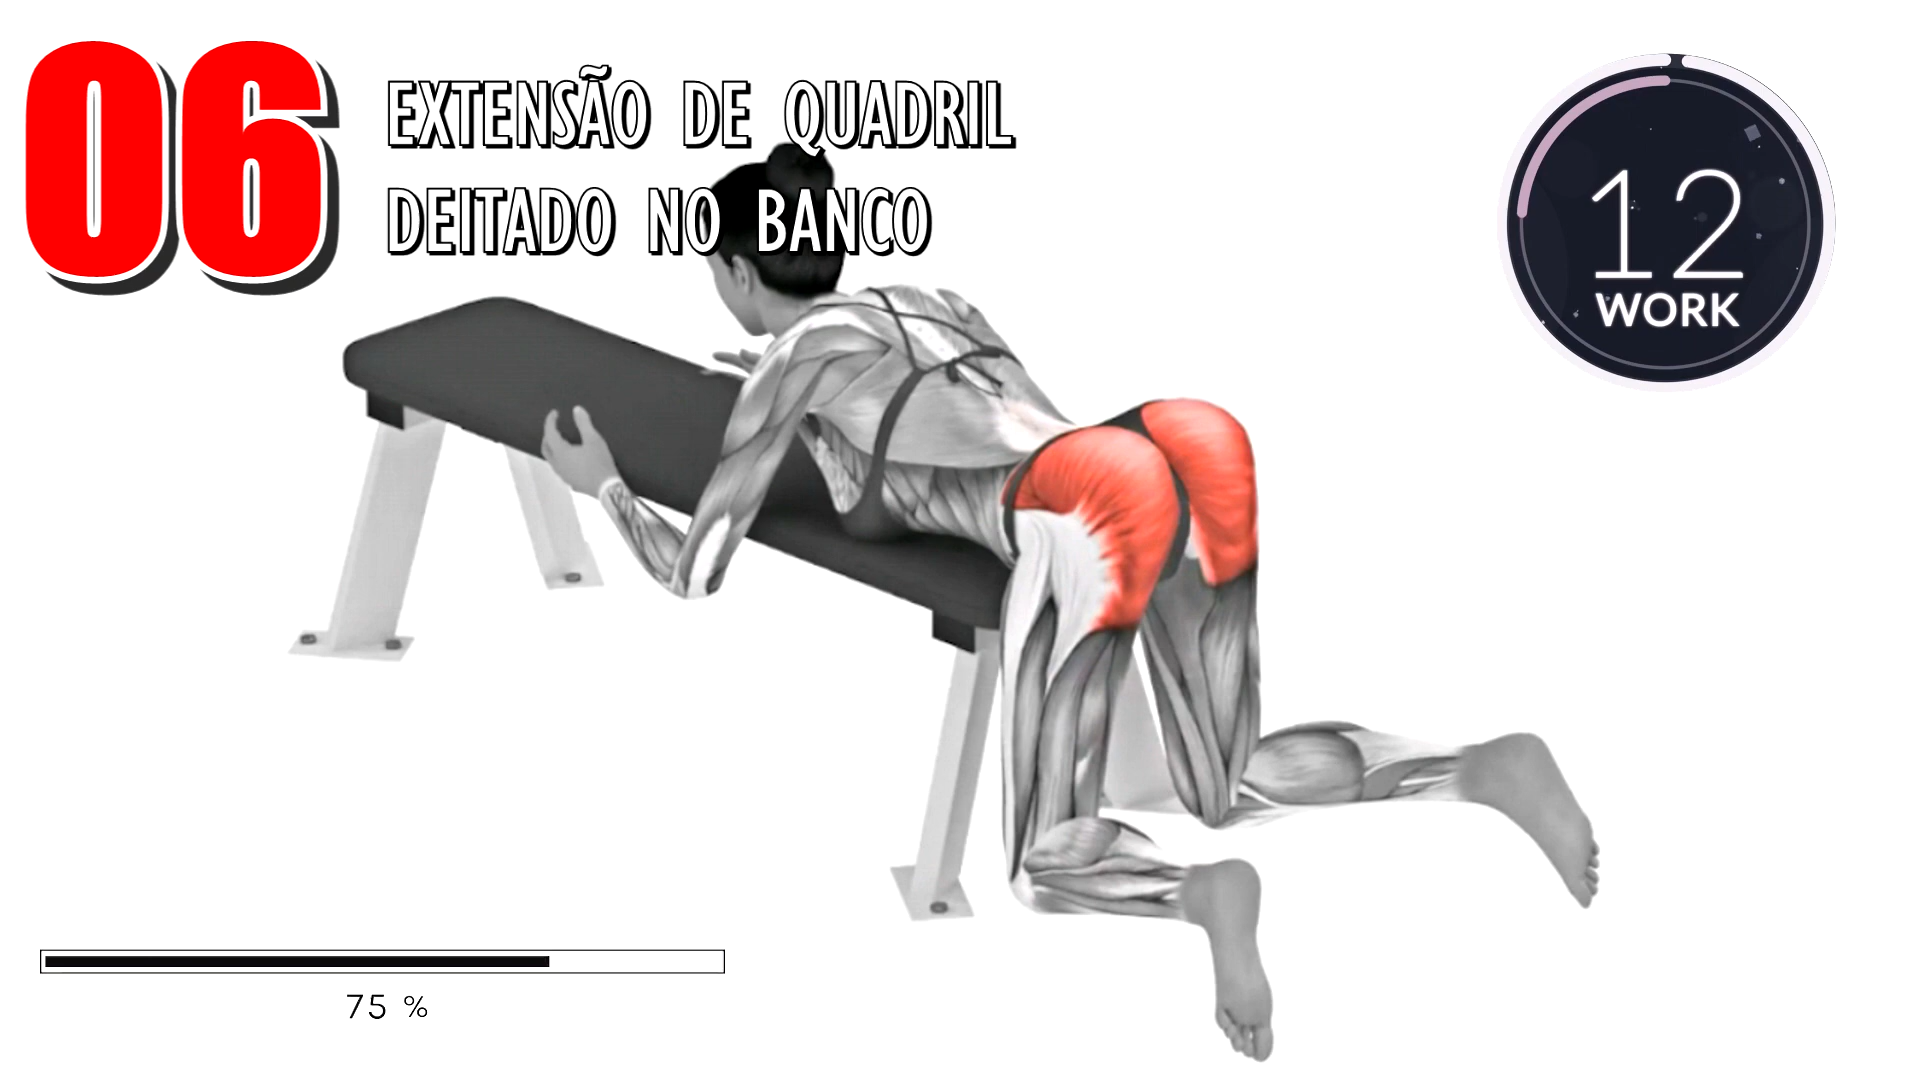 06
EXTENSÃO DE QUADRIL
DEITADO NO BANCO
12
WORK
75 %